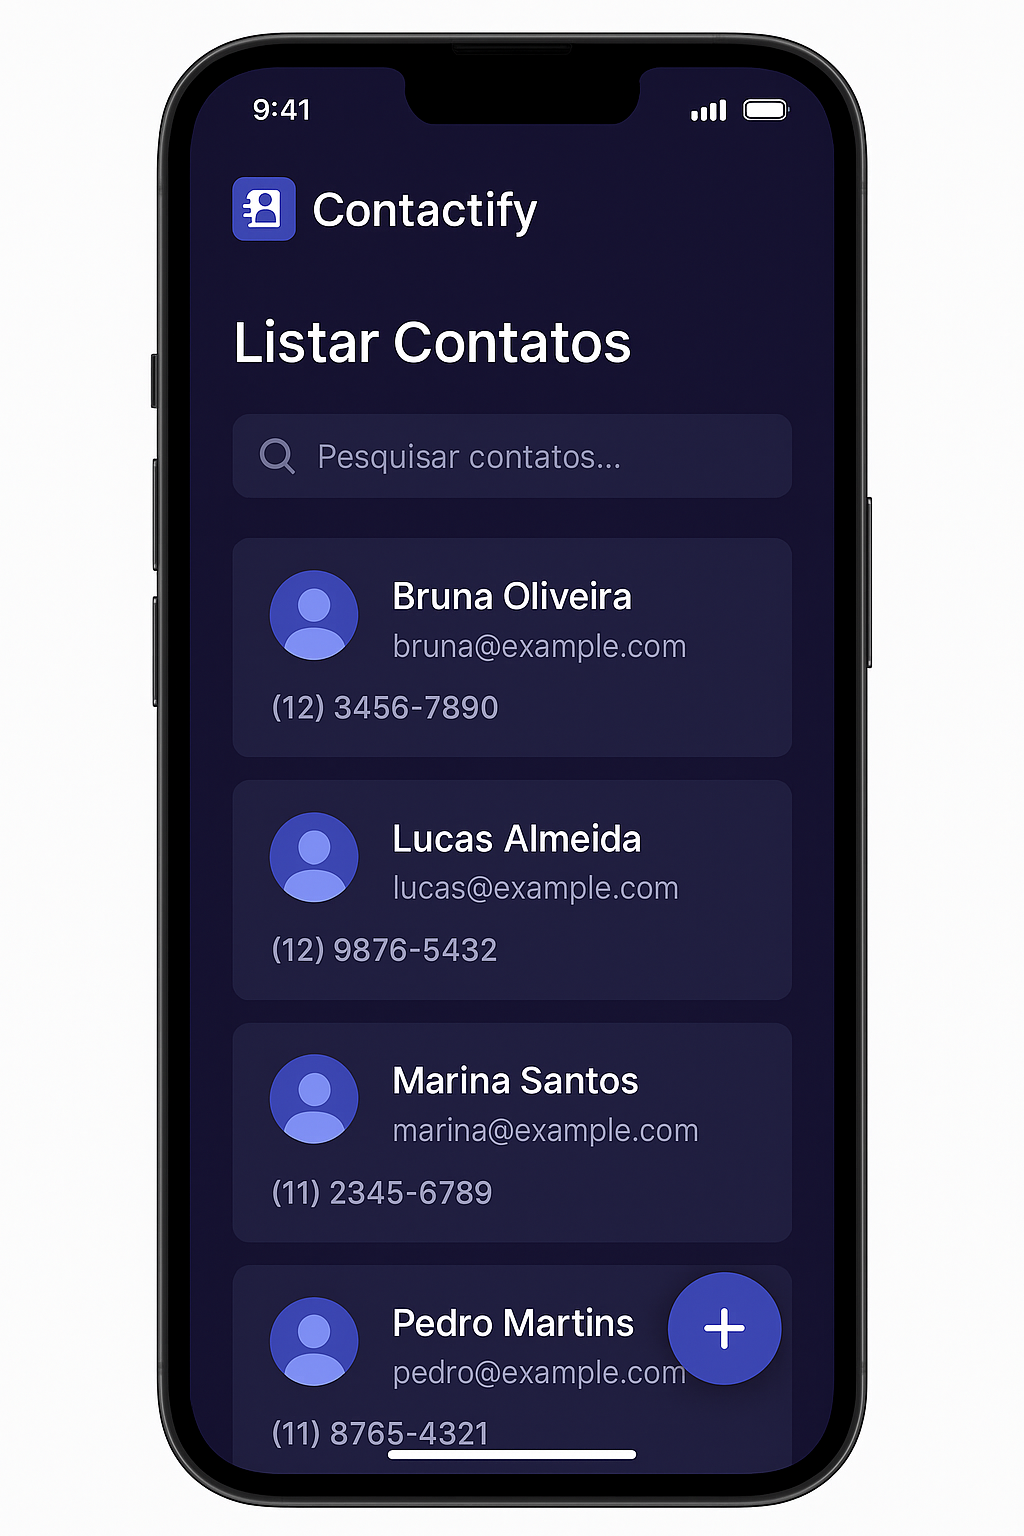 9:41
Contactify
Listar Contatos
Pesquisar contatos...
Bruna Oliveira
bruna@example.com
(12) 3456-7890
Lucas Almeida
lucas@example.com
(12) 9876-5432
Marina Santos
marina@example.com
(11) 2345-6789
Pedro Martins
pedro@example.com
(11) 8765-4321